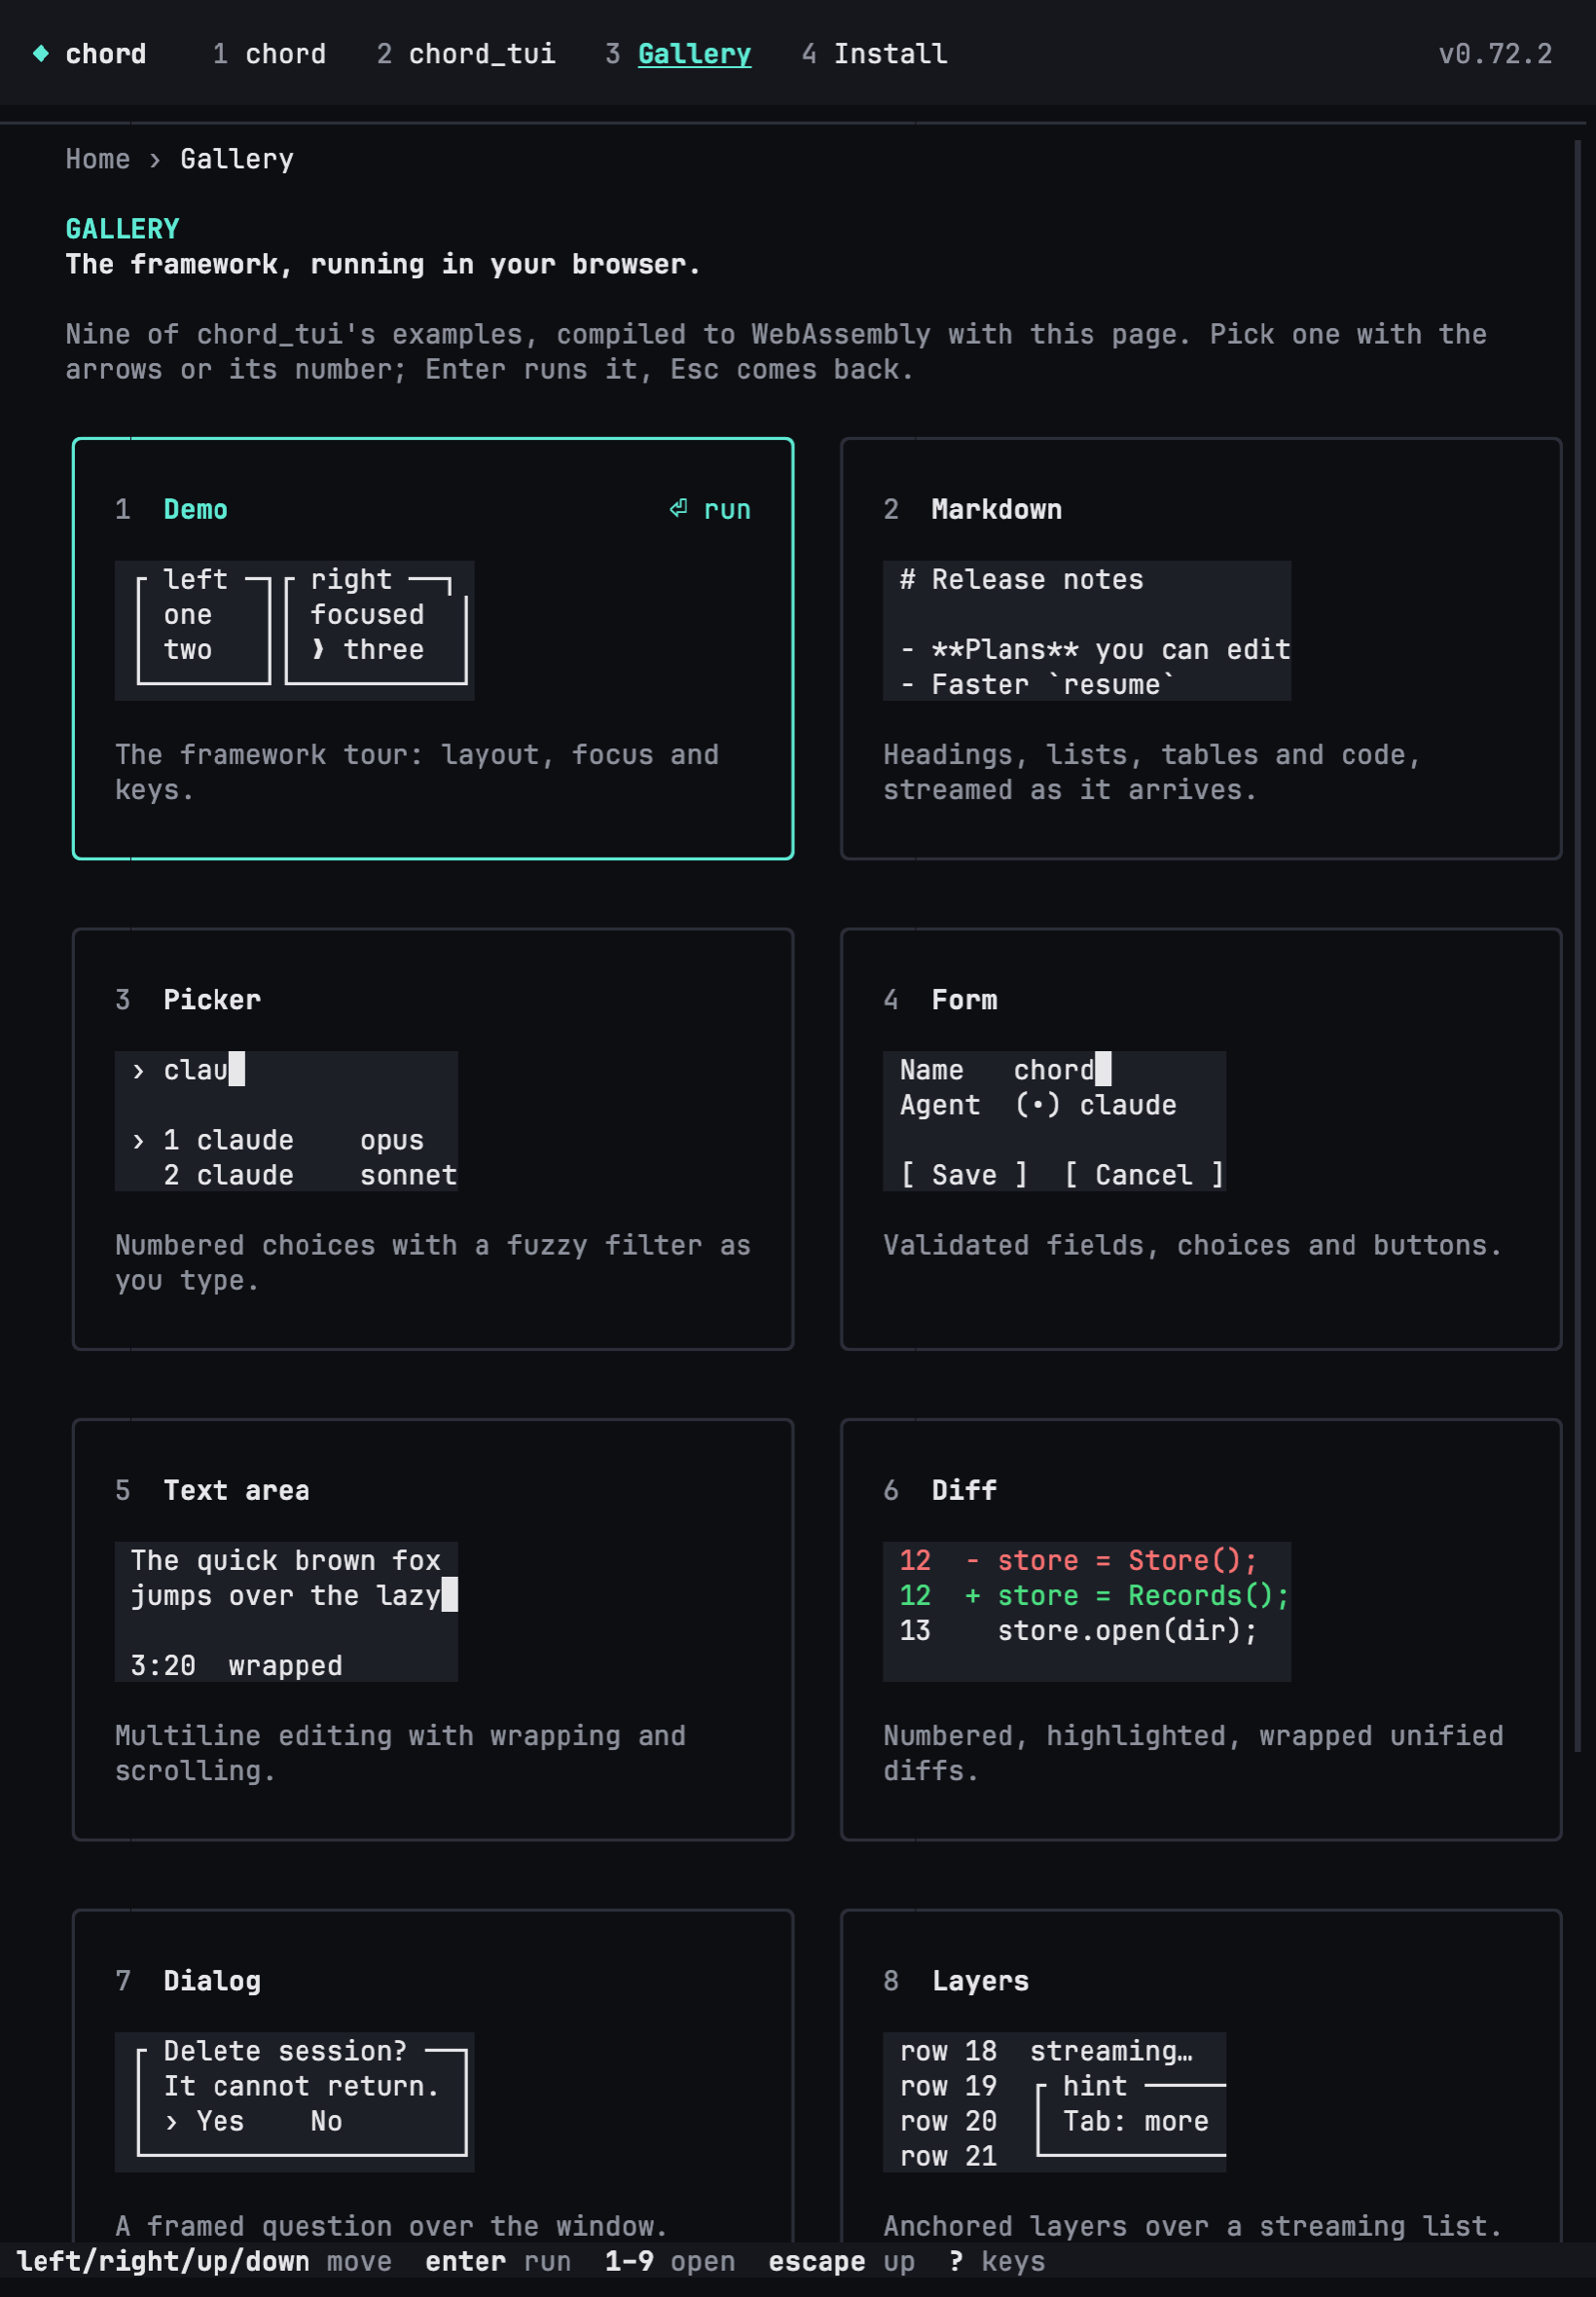 ◆ chord 1 chord 2 chord_tui 3 Gallery 4 Install v0.72.2
Home › Gallery
GALLERY
The framework, running in your browser.
Nine of chord_tui's examples, compiled to WebAssembly with this page. Pick one with the
arrows or its number; Enter runs it, Esc comes back.
1 Demo ⏎ run
left right
one focused
two ❯ three
The framework tour: layout, focus and
keys.
2 Markdown
# Release notes
- **Plans** you can edit
- Faster `resume`
Headings, lists, tables and code,
streamed as it arrives.
3 Picker
› clau
› 1 claude opus
2 claude sonnet
Numbered choices with a fuzzy filter as
you type.
4 Form
Name chord
Agent (•) claude
[ Save ] [ Cancel ]
Validated fields, choices and buttons.
5 Text area
The quick brown fox
jumps over the lazy
3:20 wrapped
Multiline editing with wrapping and
scrolling.
6 Diff
12 - store = Store();
12 + store = Records();
13 store.open(dir);
Numbered, highlighted, wrapped unified
diffs.
7 Dialog
Delete session?
It cannot return.
› Yes No
A framed question over the window.
8 Layers
row 18 streaming…
row 19 hint
row 20 Tab: more
row 21
Anchored layers over a streaming list.
left/right/up/down move enter run 1-9 open escape up ? keys